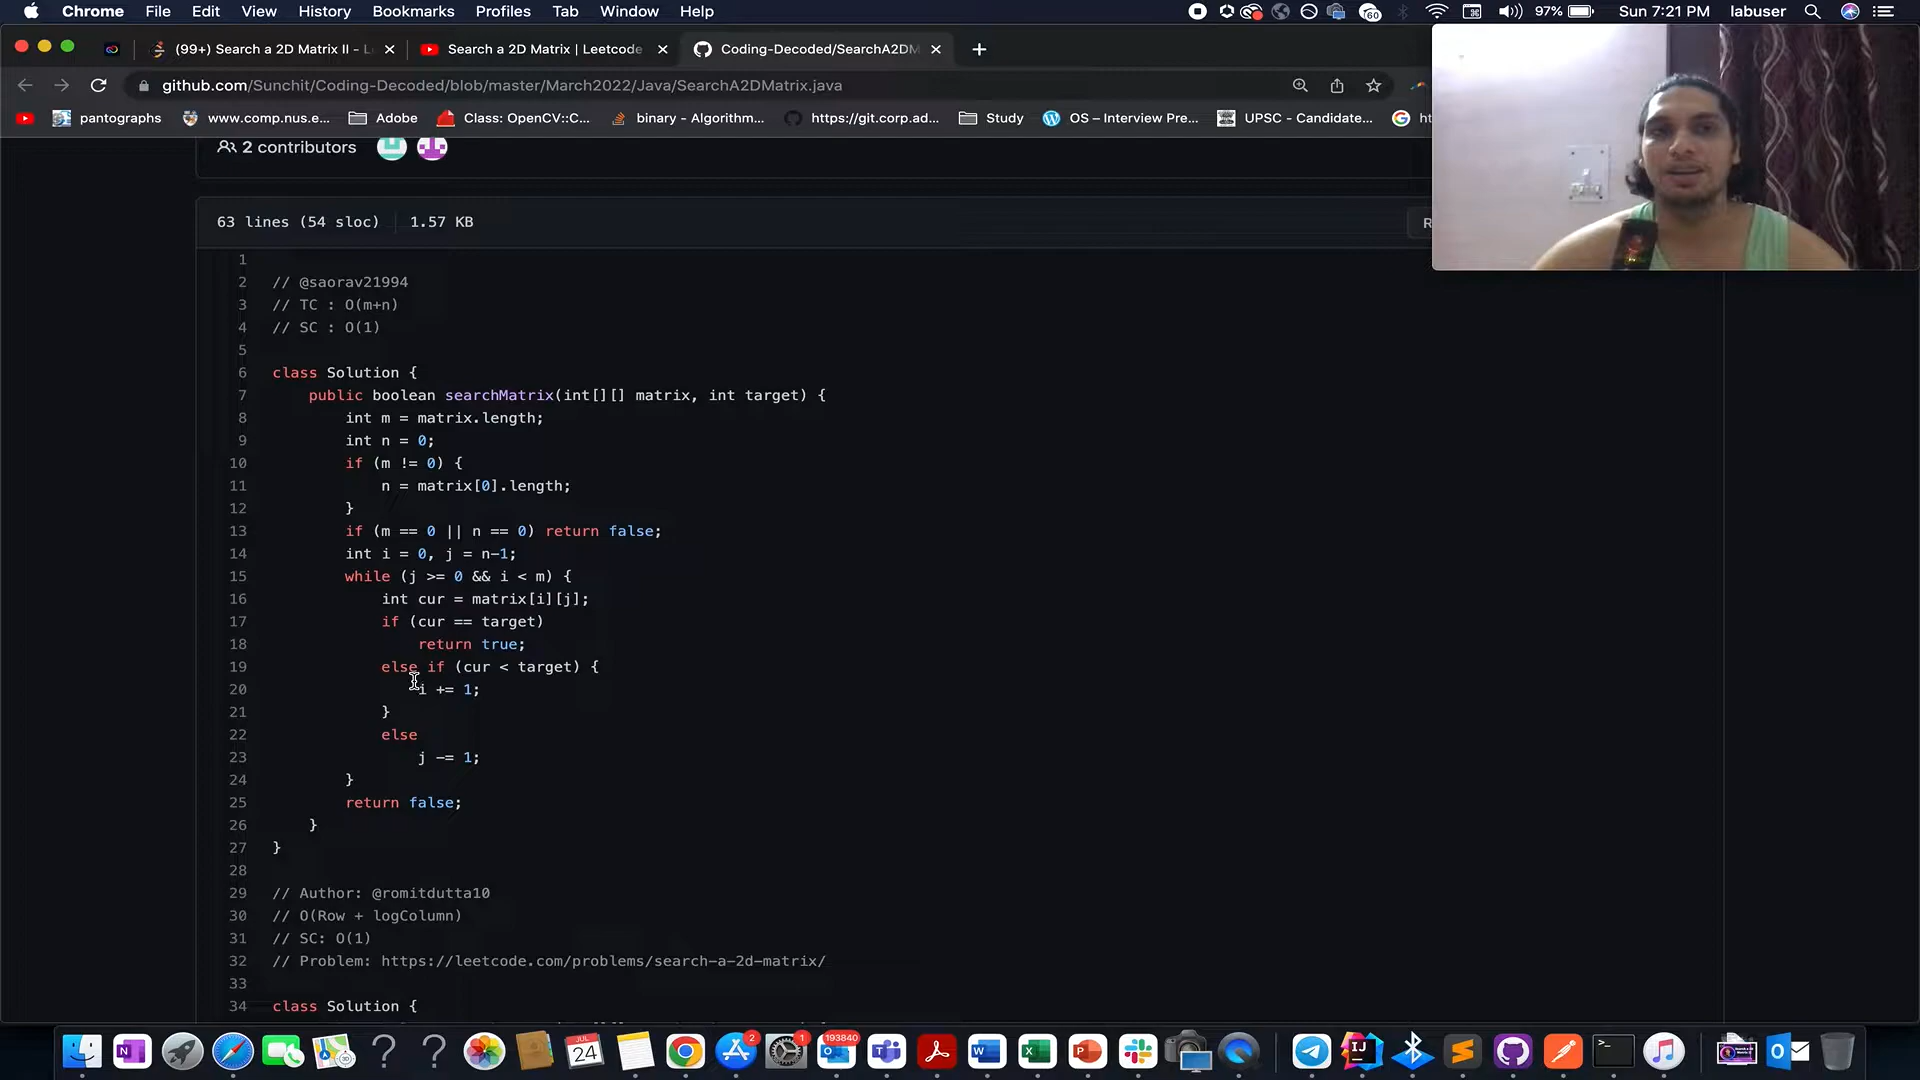 Chrome File Edit View History Bookmarks Profiles Tab Window Help 60 97% Sun 7:21 PM labuser
(99+) Search a 2D Matrix II - L
Search a 2D Matrix | Leetcode
Coding-Decoded/SearchA2DM
github.com/Sunchit/Coding-Decoded/blob/master/March2022/Java/SearchA2DMatrix.java
pantographs www.comp.nus.e... Adobe Class: OpenCV::C... binary - Algorithm... https://git.corp.ad... Study OS – Interview Pre... UPSC - Candidate... ht
2 contributors
63 lines (54 sloc) 1.57 KB R
1
2 // @saorav21994
3 // TC : O(m+n)
4 // SC : O(1)
5
6 class Solution {
7 public boolean searchMatrix(int[][] matrix, int target) {
8 int m = matrix.length;
9 int n = 0;
10 if (m != 0) {
11 n = matrix[0].length;
12 }
13 if (m == 0 || n == 0) return false;
14 int i = 0, j = n-1;
15 while (j >= 0 && i < m) {
16 int cur = matrix[i][j];
17 if (cur == target)
18 return true;
19 else if (cur < target) {
20 i += 1;
21 }
22 else
23 j -= 1;
24 }
25 return false;
26 }
27 }
28
29 // Author: @romitdutta10
30 // O(Row + logColumn)
31 // SC: O(1)
32 // Problem: https://leetcode.com/problems/search-a-2d-matrix/
33
34 class Solution {
JUL 24 2 1 193840